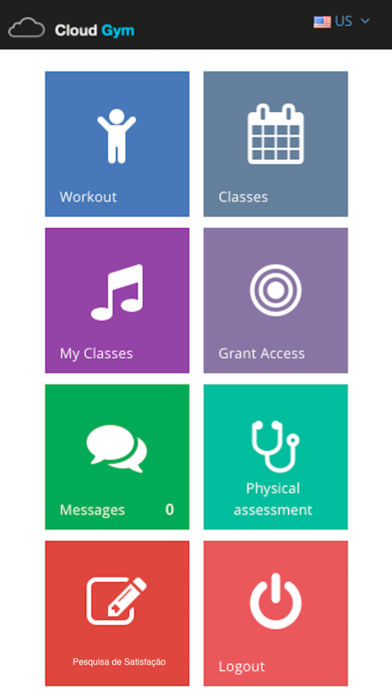 Cloud Gym
US
Workout
Classes
My Classes
Grant Access
Messages 0
Physical
assessment
Pesquisa de Satisfação
Logout